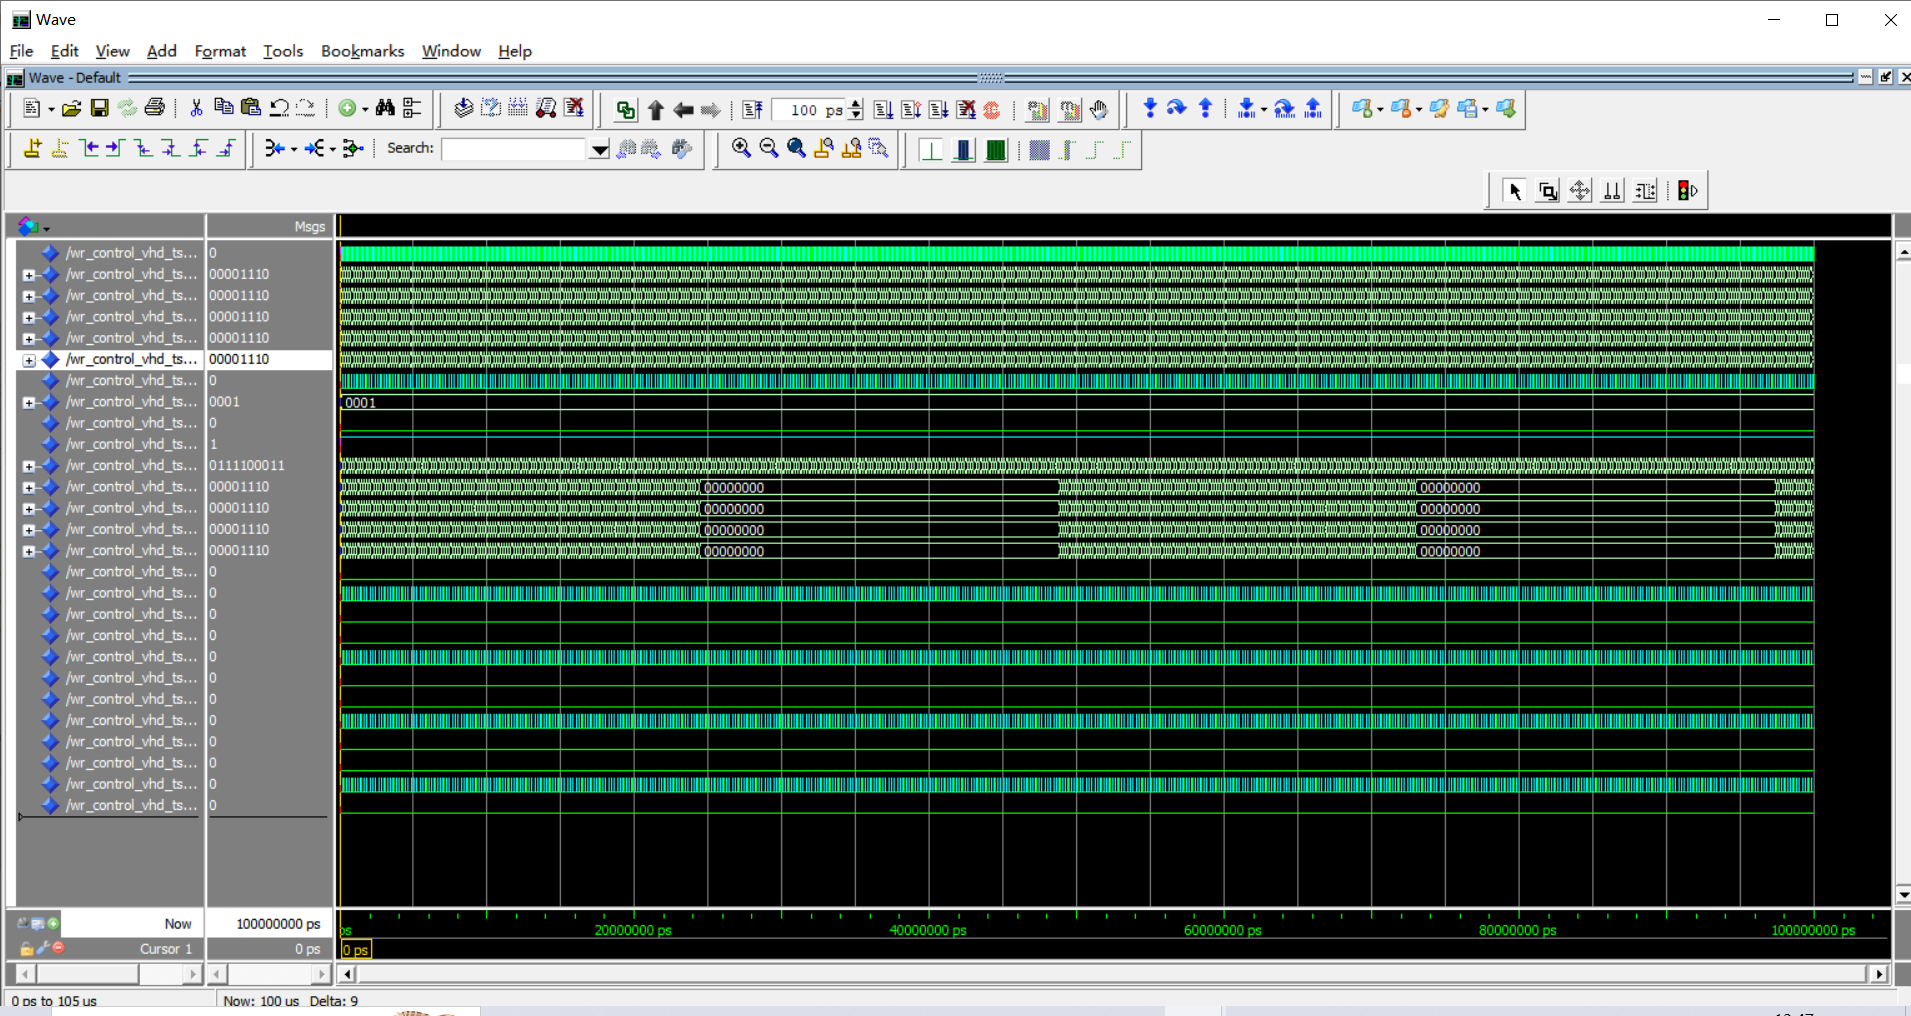 Wave
File Edit View Add Format Tools Bookmarks Window Help
Wave - Default
100 ps
Search:
Msgs
/wr_control_vhd_ts... 0
/wr_control_vhd_ts... 00001110
/wr_control_vhd_ts... 00001110
/wr_control_vhd_ts... 00001110
/wr_control_vhd_ts... 00001110
/wr_control_vhd_ts... 00001110
/wr_control_vhd_ts... 0
/wr_control_vhd_ts... 0001 0001
/wr_control_vhd_ts... 0
/wr_control_vhd_ts... 1
/wr_control_vhd_ts... 0111100011
/wr_control_vhd_ts... 00001110 00000000 00000000
/wr_control_vhd_ts... 00001110 00000000 00000000
/wr_control_vhd_ts... 00001110 00000000 00000000
/wr_control_vhd_ts... 00001110 00000000 00000000
/wr_control_vhd_ts... 0
/wr_control_vhd_ts... 0
/wr_control_vhd_ts... 0
/wr_control_vhd_ts... 0
/wr_control_vhd_ts... 0
/wr_control_vhd_ts... 0
/wr_control_vhd_ts... 0
/wr_control_vhd_ts... 0
/wr_control_vhd_ts... 0
/wr_control_vhd_ts... 0
/wr_control_vhd_ts... 0
/wr_control_vhd_ts... 0
Now 100000000 ps 20000000 ps 40000000 ps 60000000 ps 80000000 ps 100000000 ps
Cursor 1 0 ps 0 ps
0 ps to 105 us Now: 100 us Delta: 9